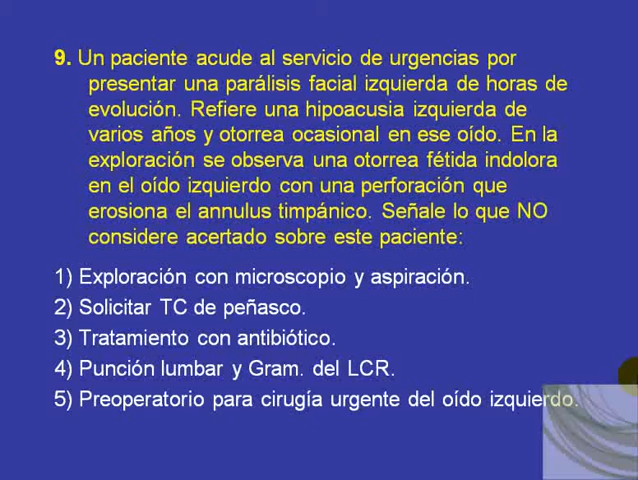 9. Un paciente acude al servicio de urgencias por
presentar una parálisis facial izquierda de horas de
evolución. Refiere una hipoacusia izquierda de
varios años y otorrea ocasional en ese oído. En la
exploración se observa una otorrea fétida indolora
en el oído izquierdo con una perforación que
erosiona el annulus timpánico. Señale lo que NO
considere acertado sobre este paciente:
1) Exploración con microscopio y aspiración.
2) Solicitar TC de peñasco.
3) Tratamiento con antibiótico.
4) Punción lumbar y Gram. del LCR.
5) Preoperatorio para cirugía urgente del oído izquierdo.